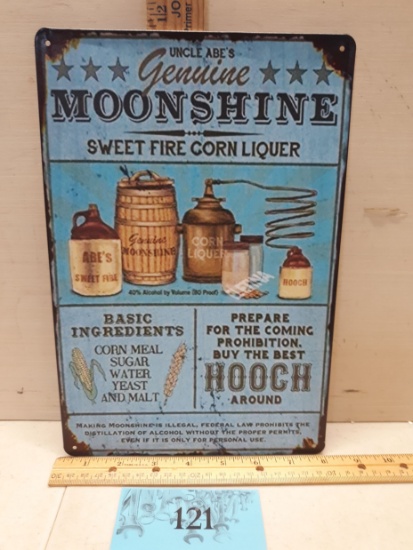 UNCLE ABE'S
Genuine
MOONSHINE
SWEET FIRE CORN LIQUER
ABE'S
SWEET FIRE
Genuine
MOONSHINE
CORN
LIQUER
HOOCH
40% Alcohol by Volume (80 Proof)
BASIC
INGREDIENTS
CORN MEAL
SUGAR
WATER
YEAST
AND MALT
PREPARE
FOR THE COMING
PROHIBITION.
BUY THE BEST
HOOCH
AROUND
MAKING MOONSHINE IS ILLEGAL, FEDERAL LAW PROHIBITS THE
DISTILLATION OF ALCOHOL WITHOUT THE PROPER PERMITS,
EVEN IF IT IS ONLY FOR PERSONAL USE.
121